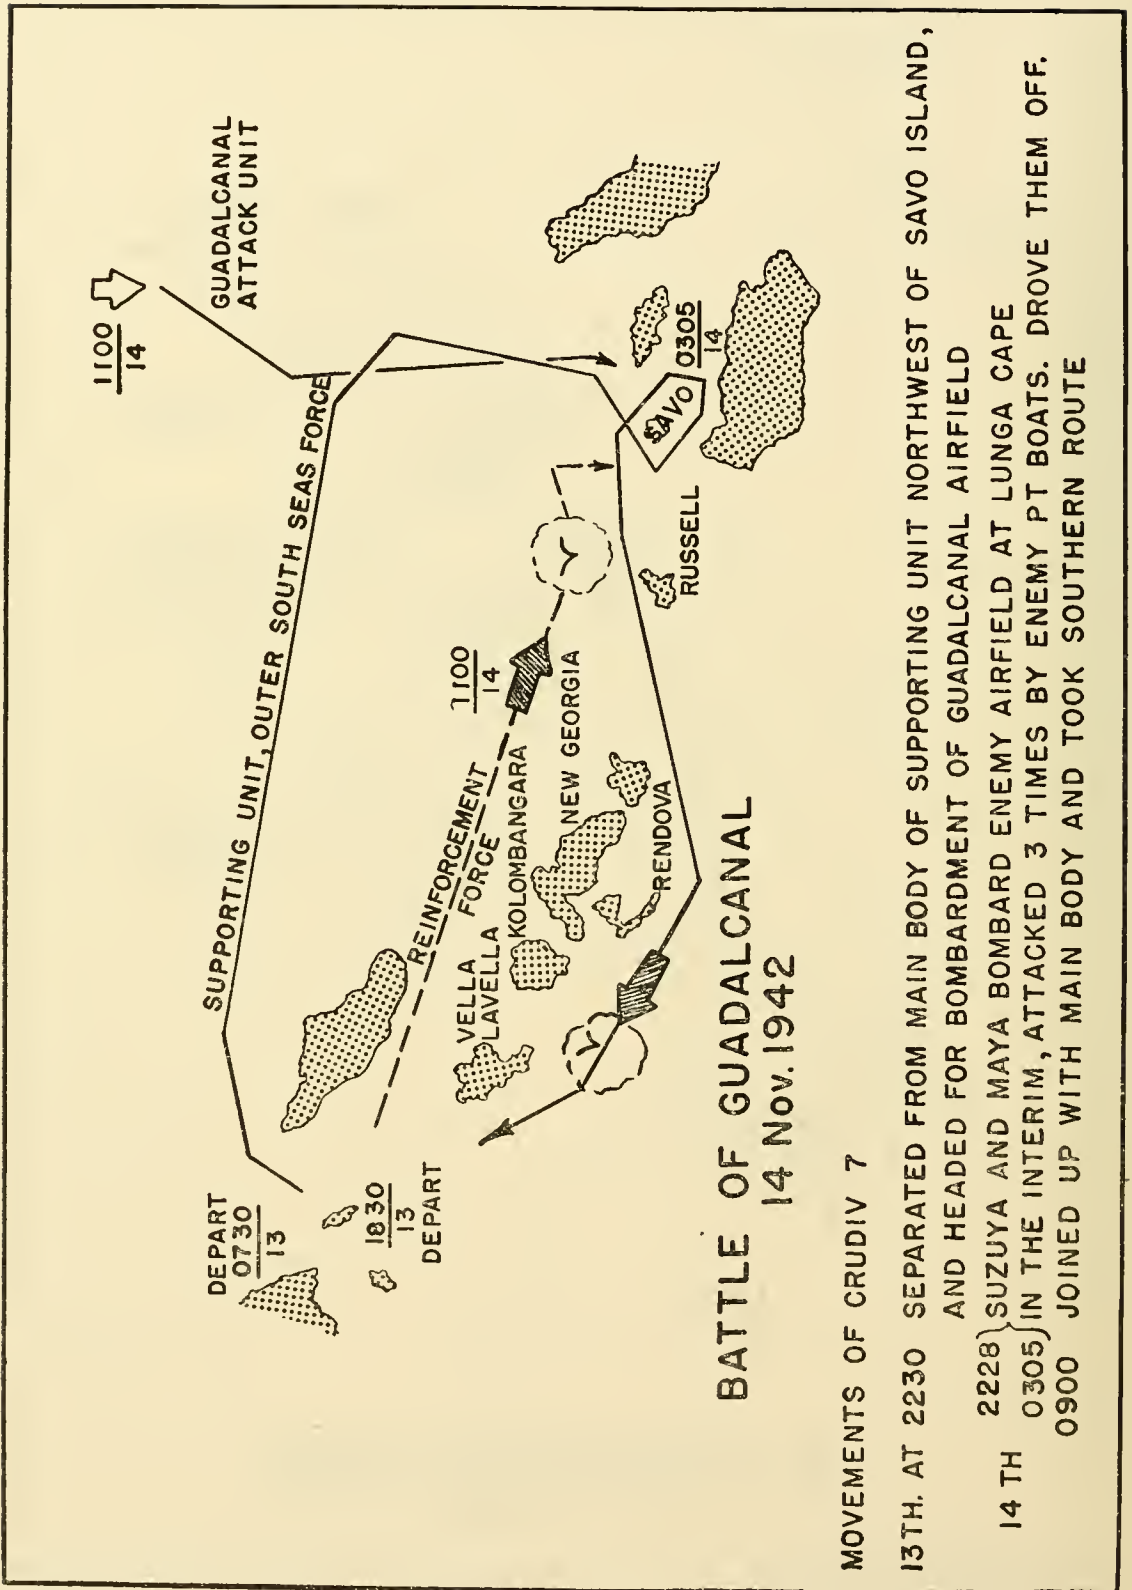 1100
14
GUADALCANAL
ATTACK UNIT
SUPPORTING UNIT, OUTER SOUTH SEAS FORCE
DEPART
0730
13
1830
13
DEPART
REINFORCEMENT
FORCE
1100
14
VELLA
LAVELLA
KOLOMBANGARA
NEW GEORGIA
RENDOVA
RUSSELL
SAVO
0305
14
BATTLE OF GUADALCANAL
14 Nov. 1942
MOVEMENTS OF CRUDIV 7
13TH. AT 2230 SEPARATED FROM MAIN BODY OF SUPPORTING UNIT NORTHWEST OF SAVO ISLAND,
AND HEADED FOR BOMBARDMENT OF GUADALCANAL AIRFIELD
14 TH 2228 } SUZUYA AND MAYA BOMBARD ENEMY AIRFIELD AT LUNGA CAPE
0305 } IN THE INTERIM, ATTACKED 3 TIMES BY ENEMY PT BOATS. DROVE THEM OFF.
0900 JOINED UP WITH MAIN BODY AND TOOK SOUTHERN ROUTE